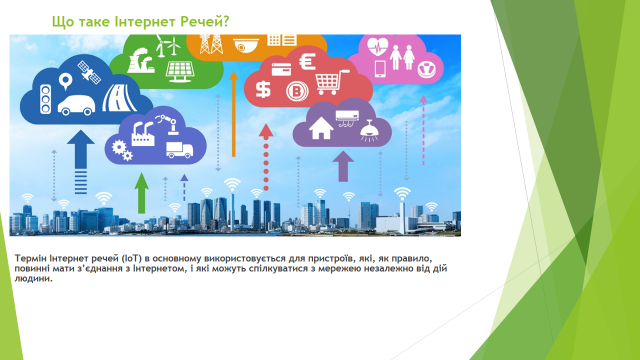 Що таке Інтернет Речей?
$
€
B
Термін Інтернет речей (IoT) в основному використовується для пристроїв, які, як правило,
повинні мати з’єднання з Інтернетом, і які можуть спілкуватися з мережею незалежно від дій
людини.